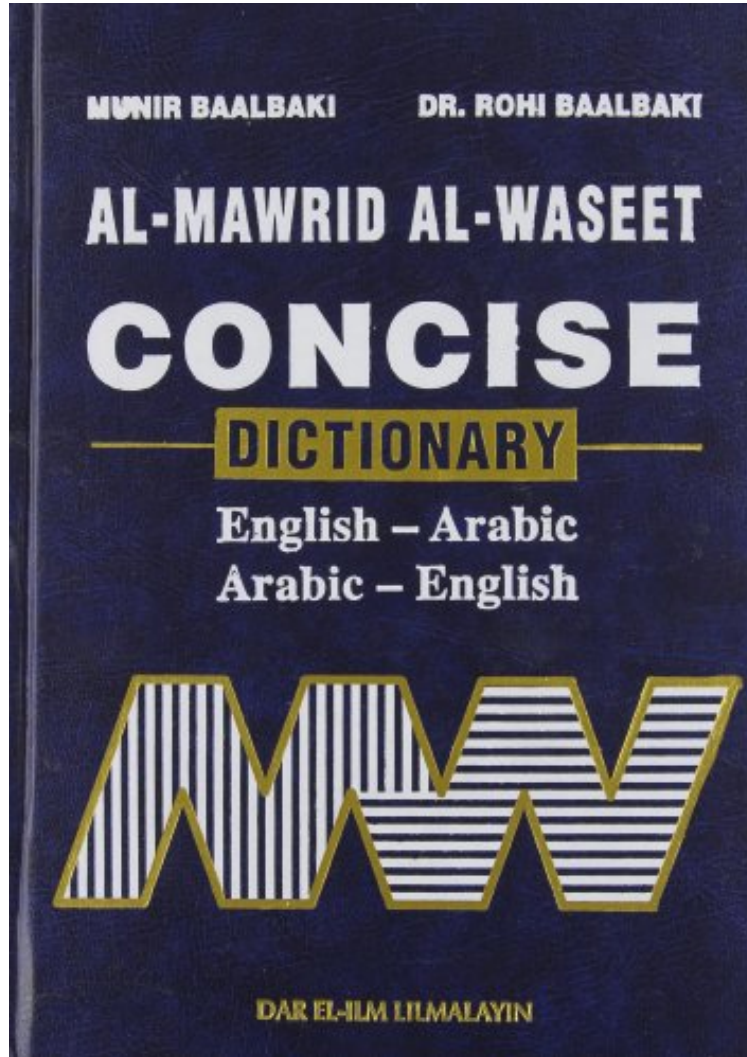 MUNIR BAALBAKI DR. ROHI BAALBAKI
AL-MAWRID AL-WASEET
CONCISE
DICTIONARY
English – Arabic
Arabic – English
MW
DAR EL-ILM LILMALAYIN